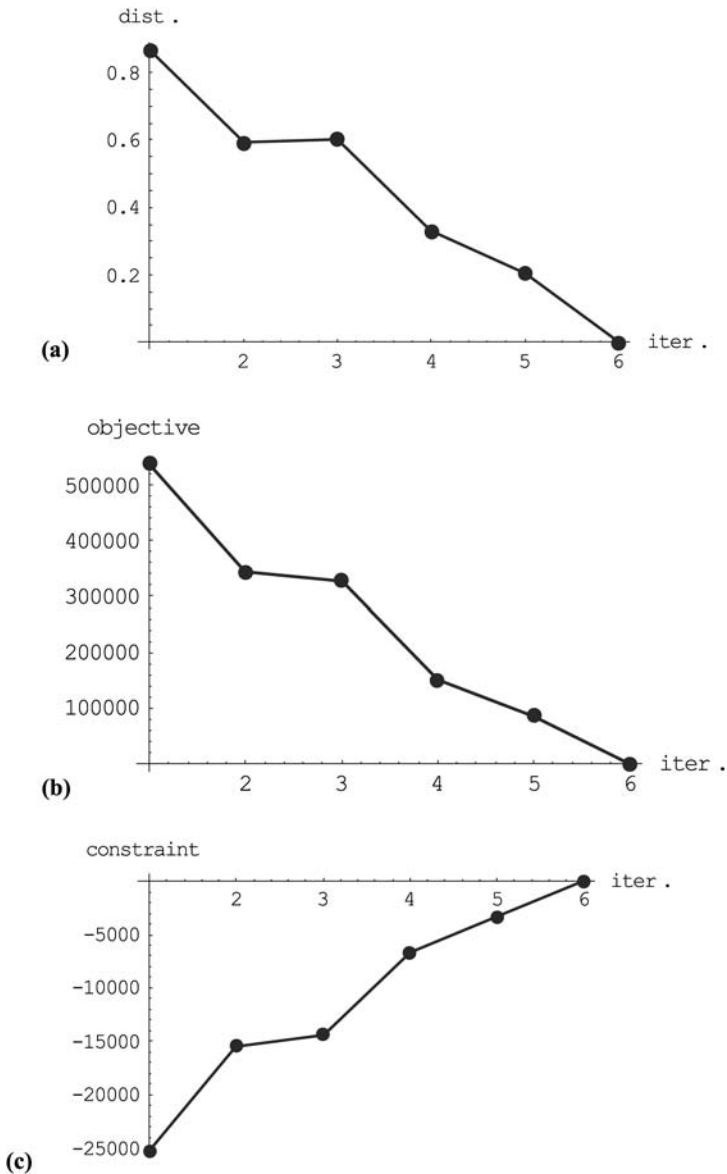 dist .
0.8
0.6
0.4
0.2
(a)
2 3 4 5 6 iter .
objective
500000
400000
300000
200000
100000
(b)
2 3 4 5 6 iter .
constraint
2 3 4 5 6 iter .
-5000
-10000
-15000
-20000
-25000
(c)